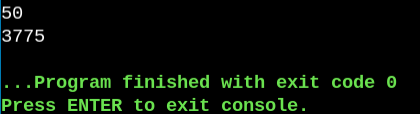 50
3775
...Program finished with exit code 0
Press ENTER to exit console.